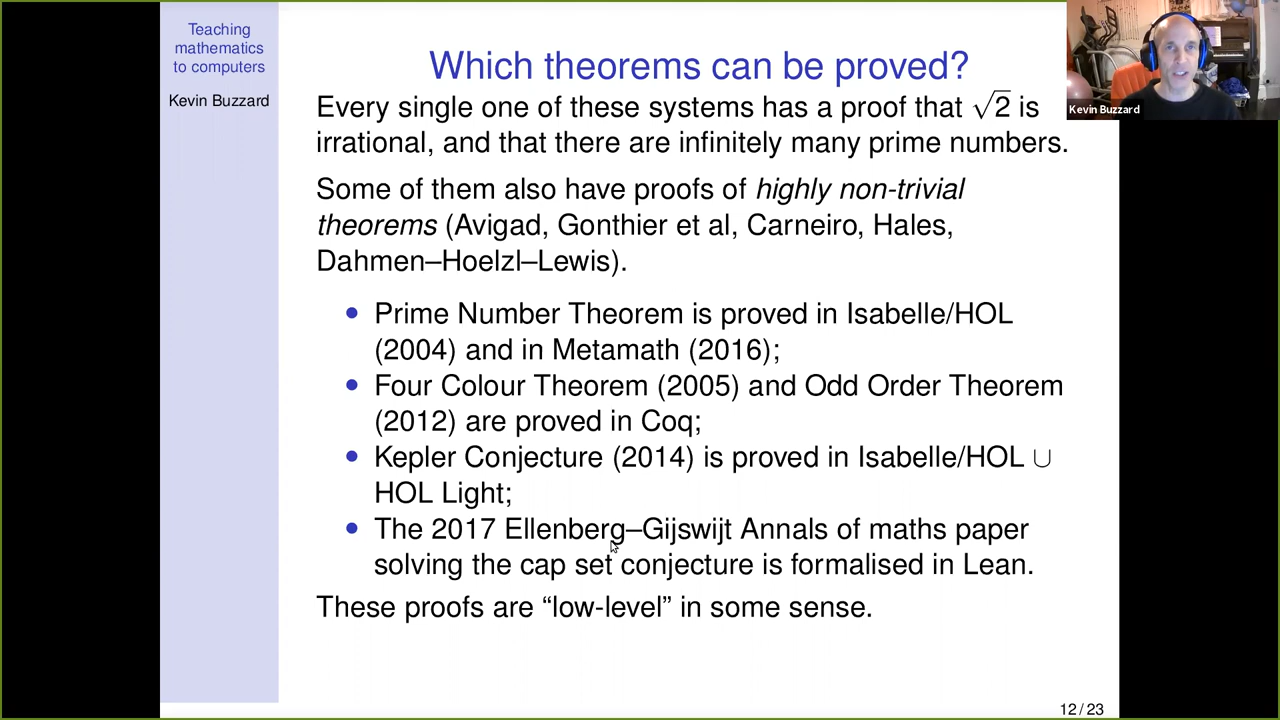 Teaching
mathematics
to computers
Kevin Buzzard
Which theorems can be proved?
Every single one of these systems has a proof that √2 is
irrational, and that there are infinitely many prime numbers.
Some of them also have proofs of highly non-trivial
theorems (Avigad, Gonthier et al, Carneiro, Hales,
Dahmen–Hoelzl–Lewis).
• Prime Number Theorem is proved in Isabelle/HOL
(2004) and in Metamath (2016);
• Four Colour Theorem (2005) and Odd Order Theorem
(2012) are proved in Coq;
• Kepler Conjecture (2014) is proved in Isabelle/HOL ∪
HOL Light;
• The 2017 Ellenberg–Gijswijt Annals of maths paper
solving the cap set conjecture is formalised in Lean.
These proofs are “low-level” in some sense.
12 / 23
Kevin Buzzard